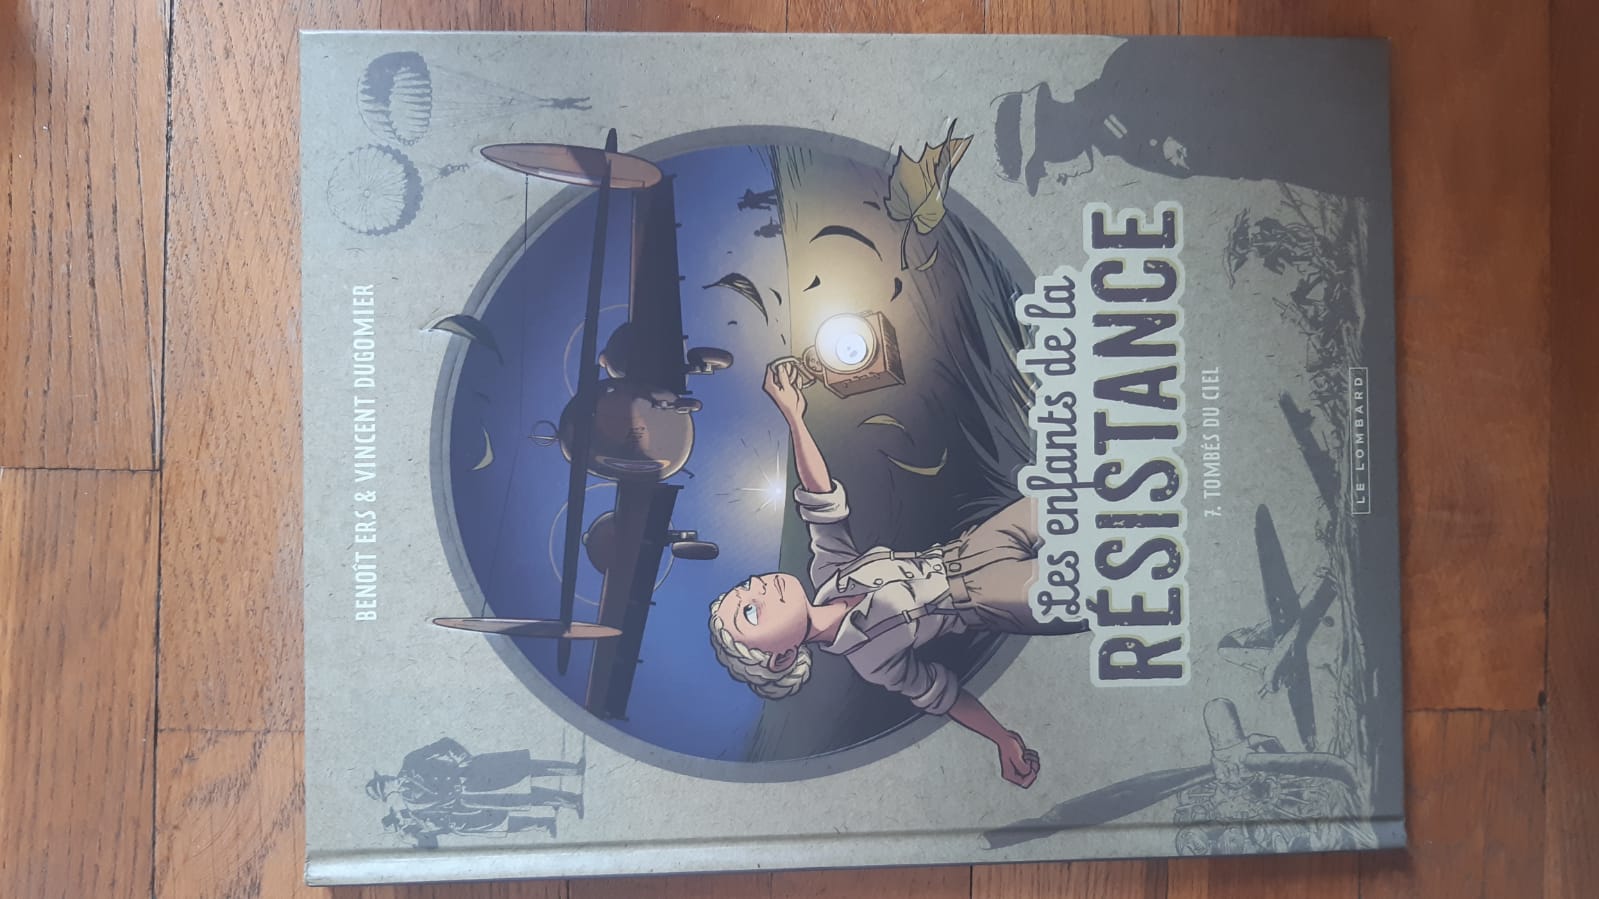 BENOÎT ERS & VINCENT DUGOMIER
Les enfants de la
RÉSISTANCE
7. TOMBÉS DU CIEL
LE LOMBARD